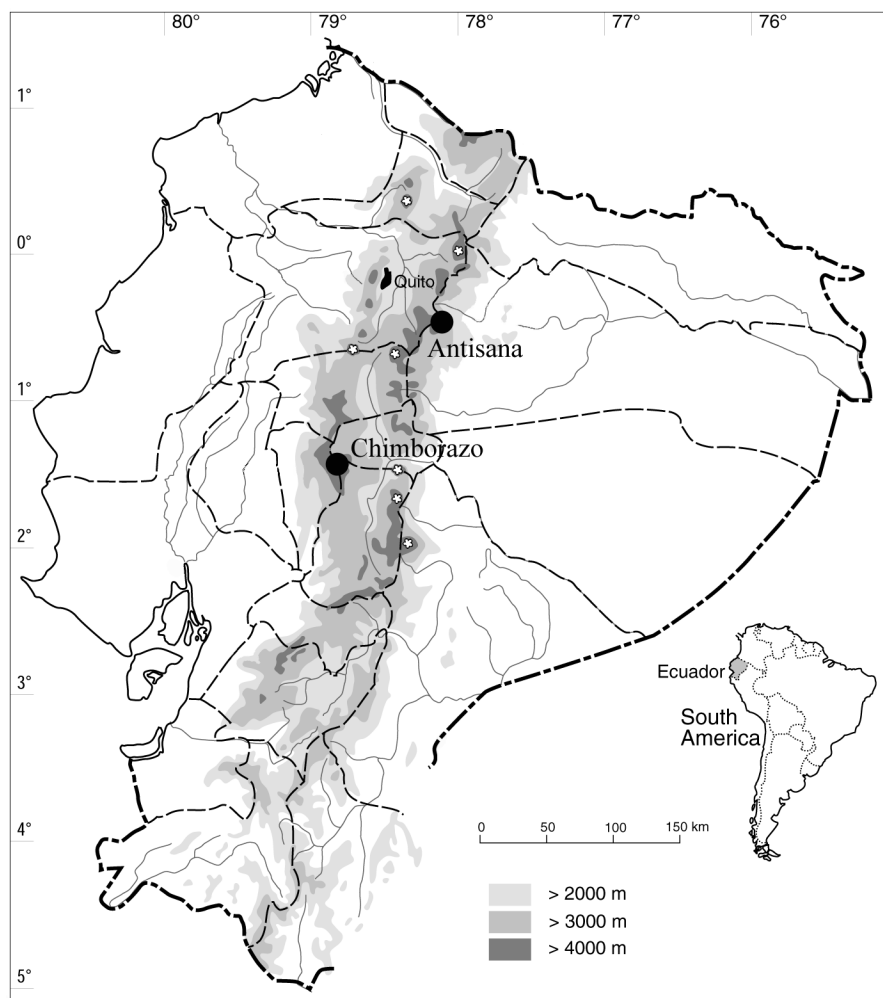 80° 79° 78° 77° 76°
1°
0°
Quito
Antisana
1°
Chimborazo
2°
Ecuador
3°
South
America
0 50 100 150 km
4°
> 2000 m
> 3000 m
> 4000 m
5°